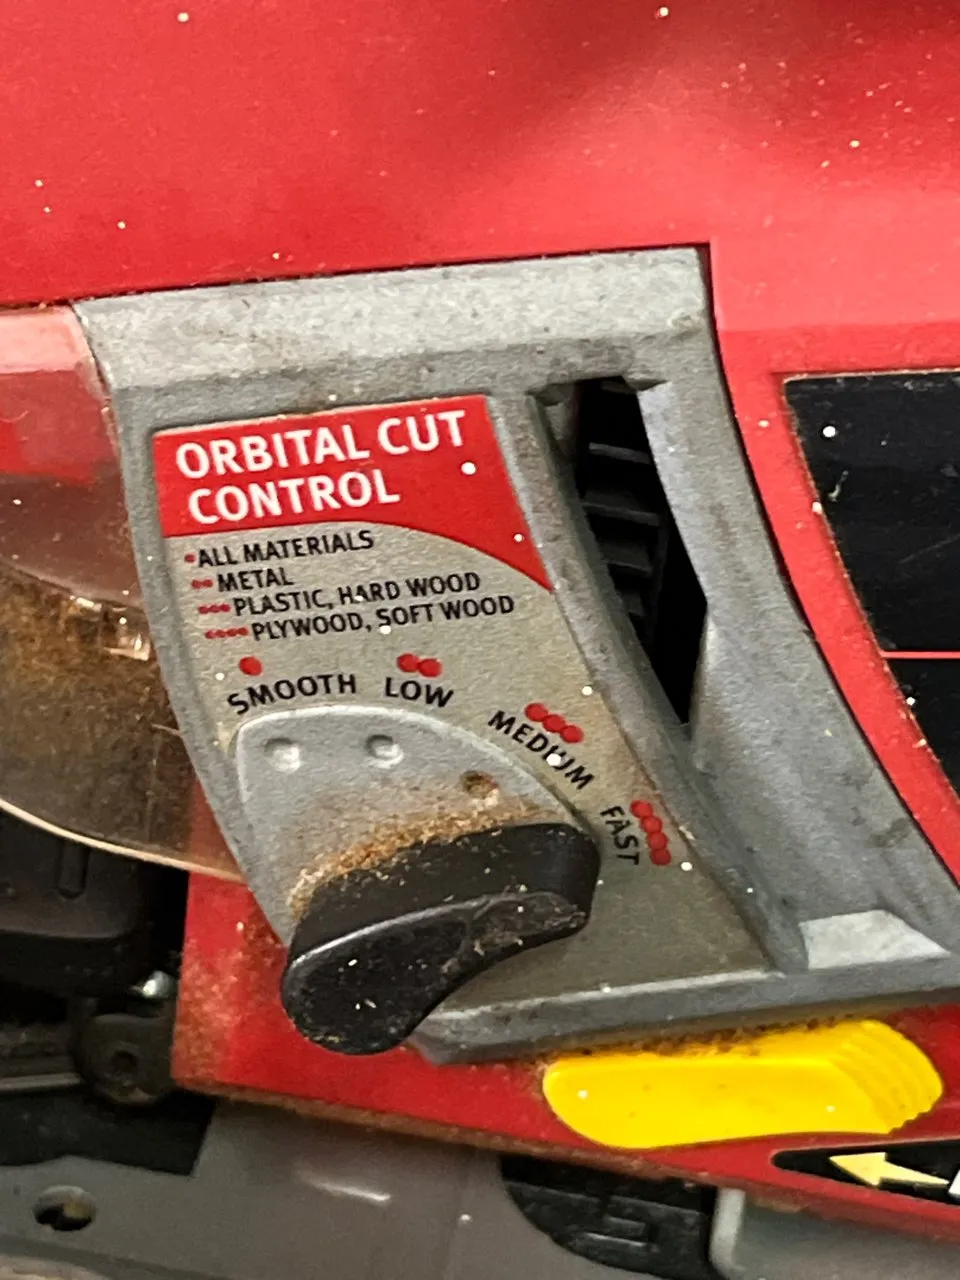 ORBITAL CUT
CONTROL
•ALL MATERIALS
••METAL
•••PLASTIC, HARD WOOD
••••PLYWOOD, SOFT WOOD
SMOOTH
LOW
MEDIUM
FAST